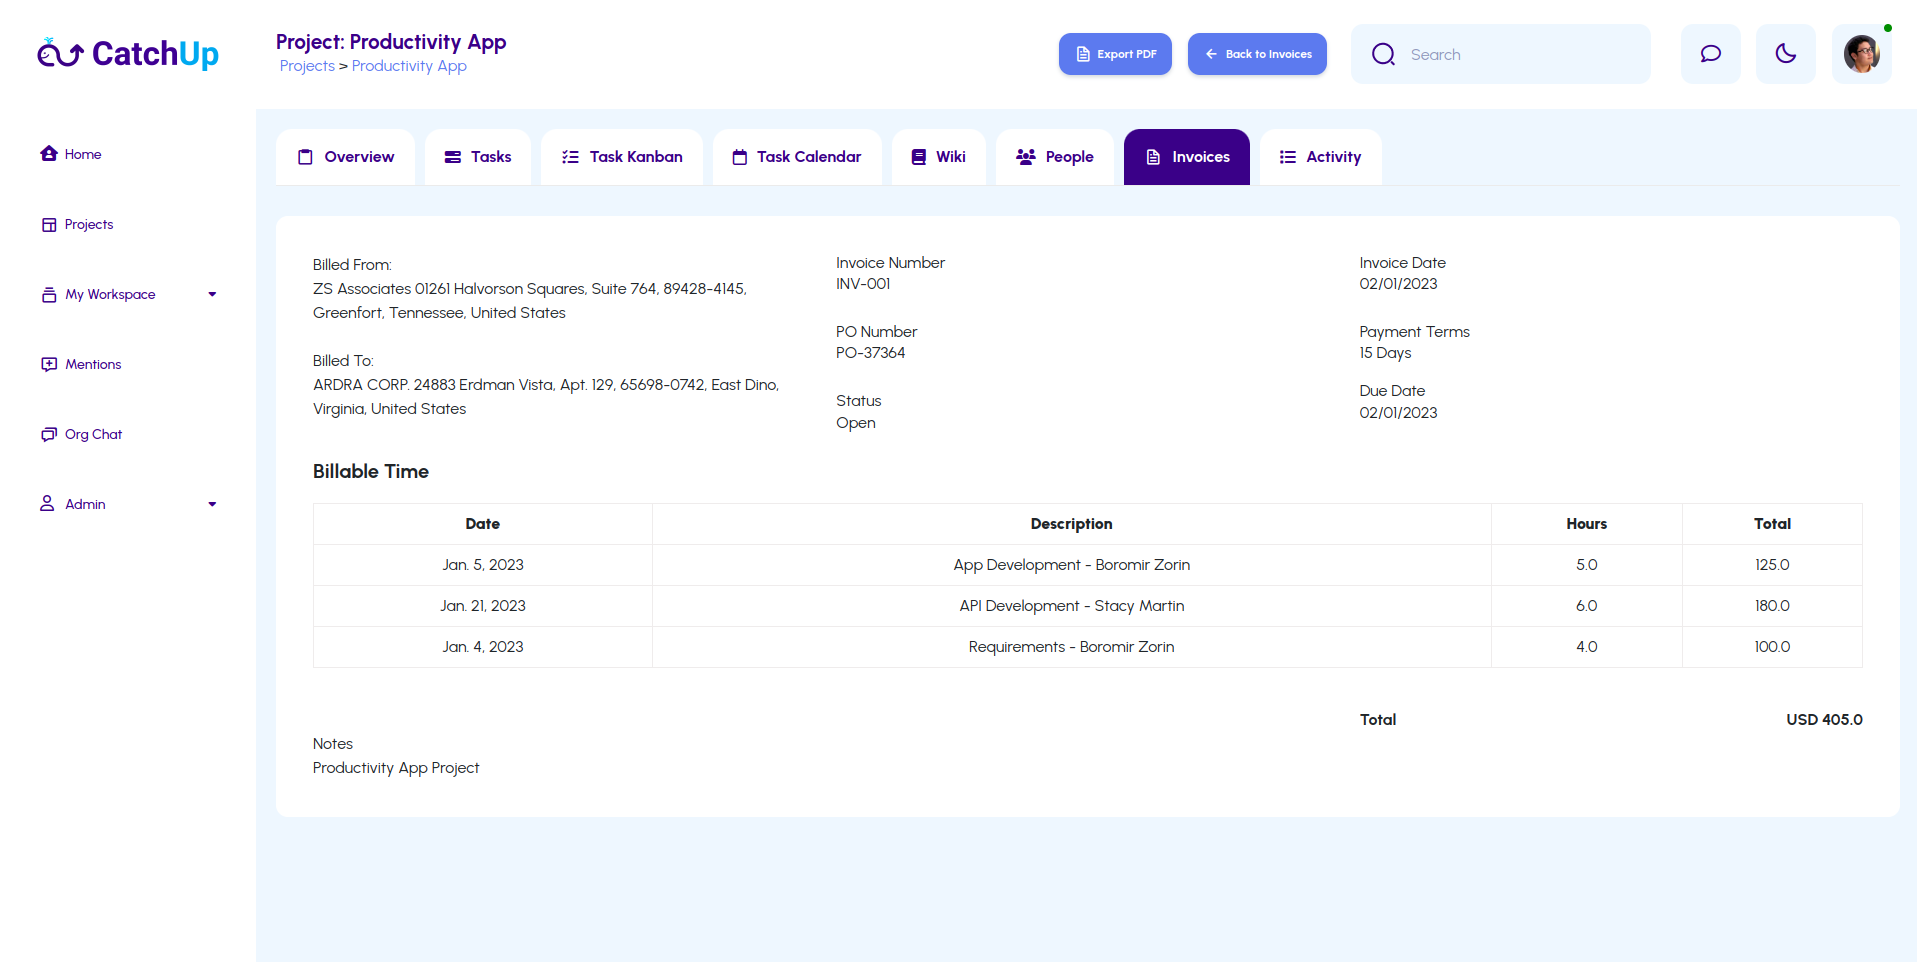 CatchUp
Project: Productivity App
Projects > Productivity App
Export PDF
Back to Invoices
Search
Home
Projects
My Workspace
Mentions
Org Chat
Admin
Overview
Tasks
Task Kanban
Task Calendar
Wiki
People
Invoices
Activity
Billed From:
ZS Associates 01261 Halvorson Squares, Suite 764, 89428-4145,
Greenfort, Tennessee, United States
Billed To:
ARDRA CORP. 24883 Erdman Vista, Apt. 129, 65698-0742, East Dino,
Virginia, United States
Invoice Number
INV-001
PO Number
PO-37364
Status
Open
Invoice Date
02/01/2023
Payment Terms
15 Days
Due Date
02/01/2023
Billable Time
Date Description Hours Total
Jan. 5, 2023 App Development - Boromir Zorin 5.0 125.0
Jan. 21, 2023 API Development - Stacy Martin 6.0 180.0
Jan. 4, 2023 Requirements - Boromir Zorin 4.0 100.0
Total USD 405.0
Notes
Productivity App Project